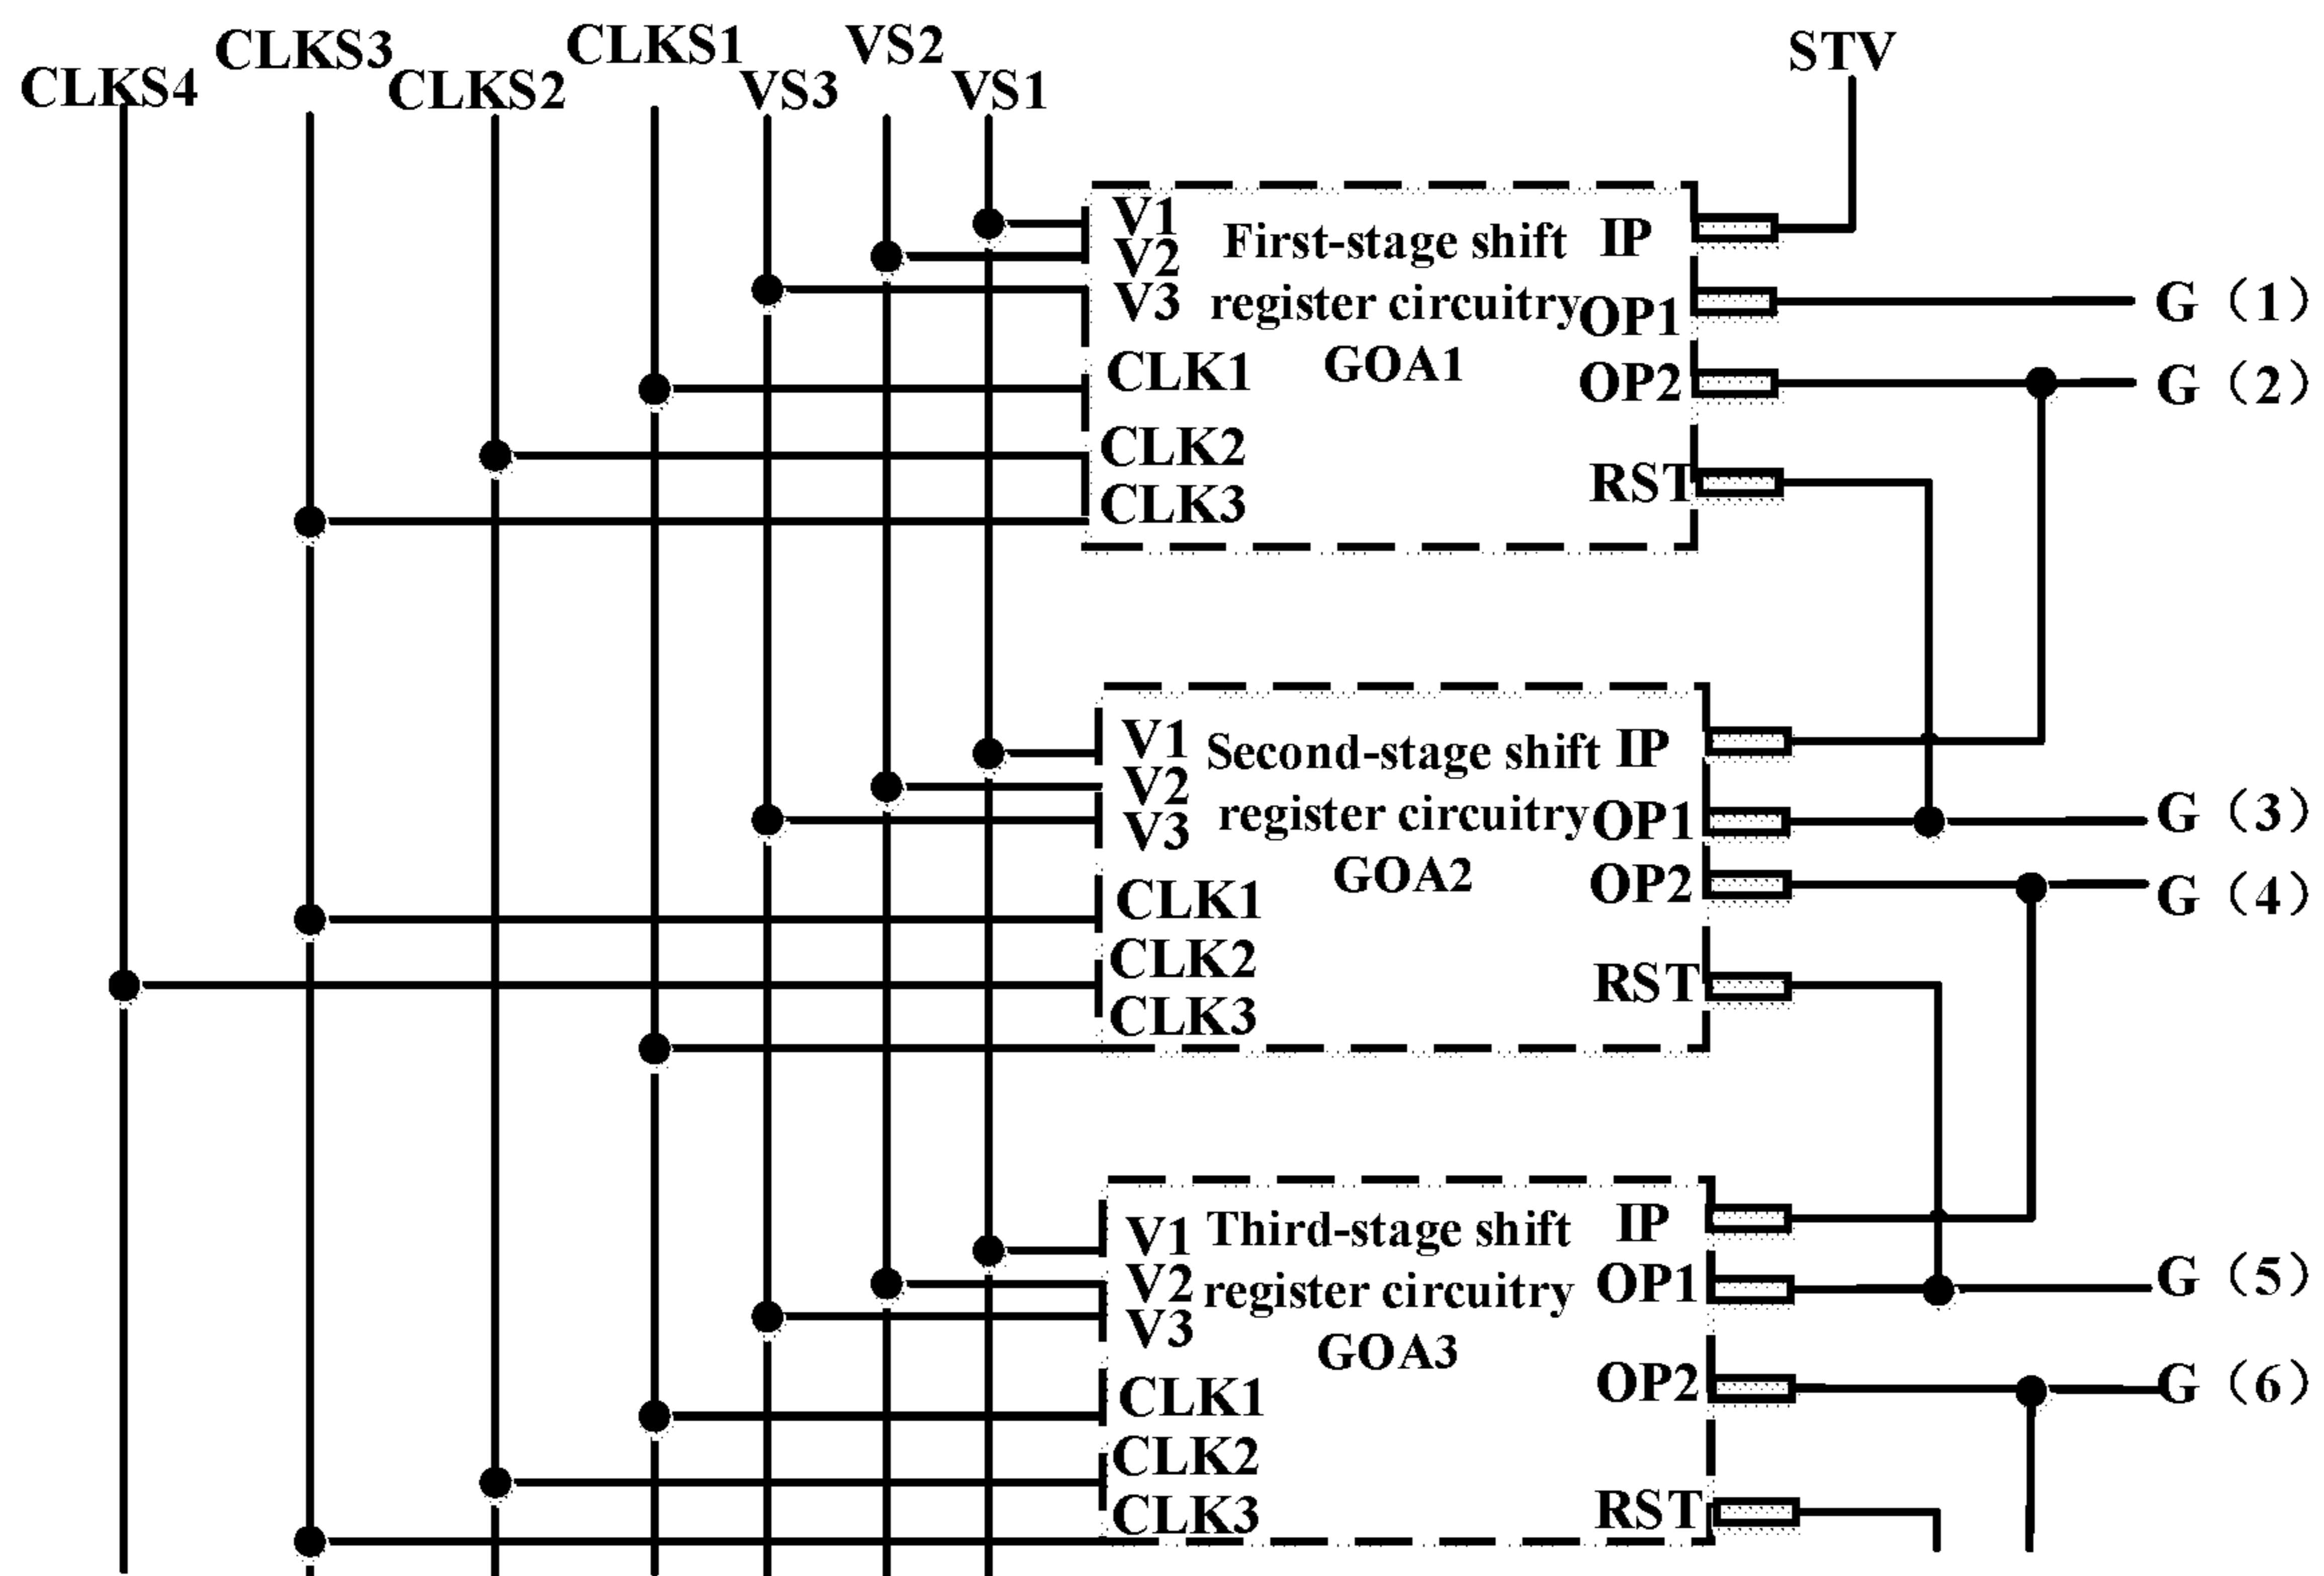 CLKS4 CLKS3 CLKS2 CLKS1 VS3 VS2 VS1 STV
V1 First-stage shift IP
V2
V3 register circuitry OP1 G（1）
CLK1 GOA1 OP2 G（2）
CLK2
CLK3 RST
V1 Second-stage shift IP
V2
V3 register circuitry OP1 G（3）
CLK1 GOA2 OP2 G（4）
CLK2 RST
CLK3
V1 Third-stage shift IP
V2 register circuitry OP1 G（5）
V3 GOA3
CLK1 OP2 G（6）
CLK2
CLK3 RST